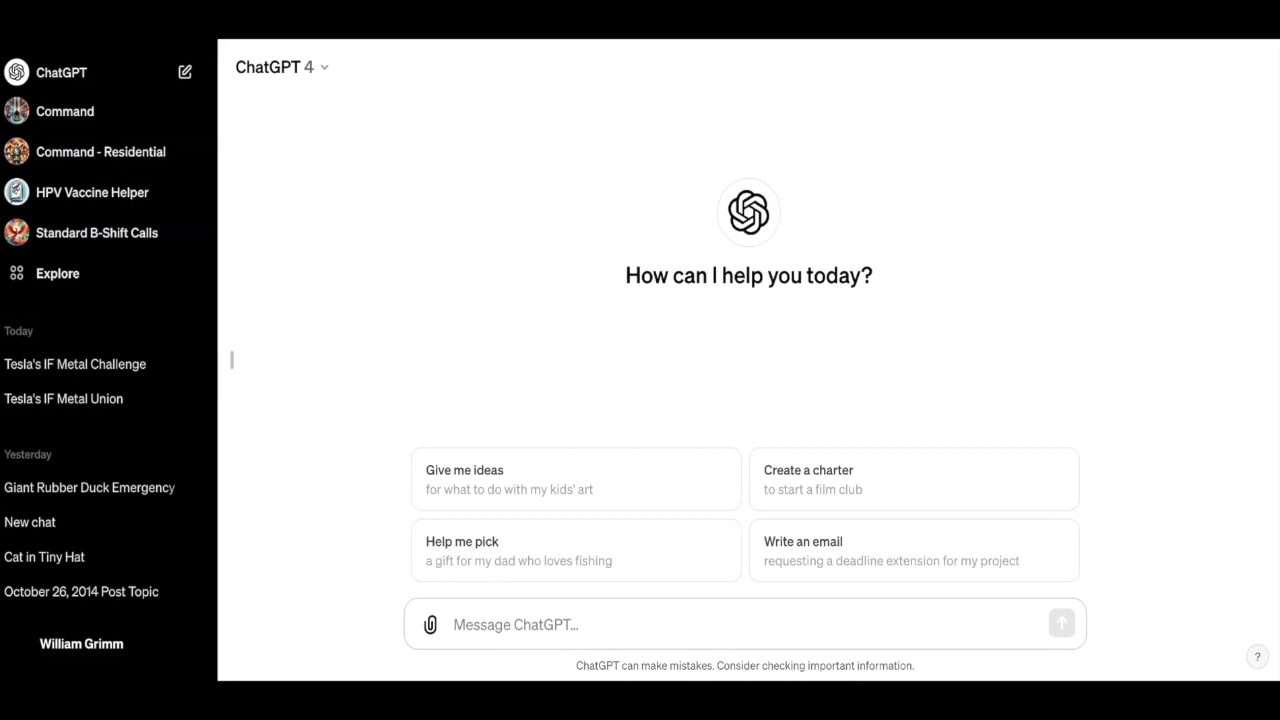 ChatGPT
Command
Command - Residential
HPV Vaccine Helper
Standard B-Shift Calls
Explore
Today
Tesla's IF Metal Challenge
Tesla's IF Metal Union
Yesterday
Giant Rubber Duck Emergency
New chat
Cat in Tiny Hat
October 26, 2014 Post Topic
William Grimm
ChatGPT 4
How can I help you today?
Give me ideas
for what to do with my kids' art
Create a charter
to start a film club
Help me pick
a gift for my dad who loves fishing
Write an email
requesting a deadline extension for my project
Message ChatGPT...
ChatGPT can make mistakes. Consider checking important information.
?